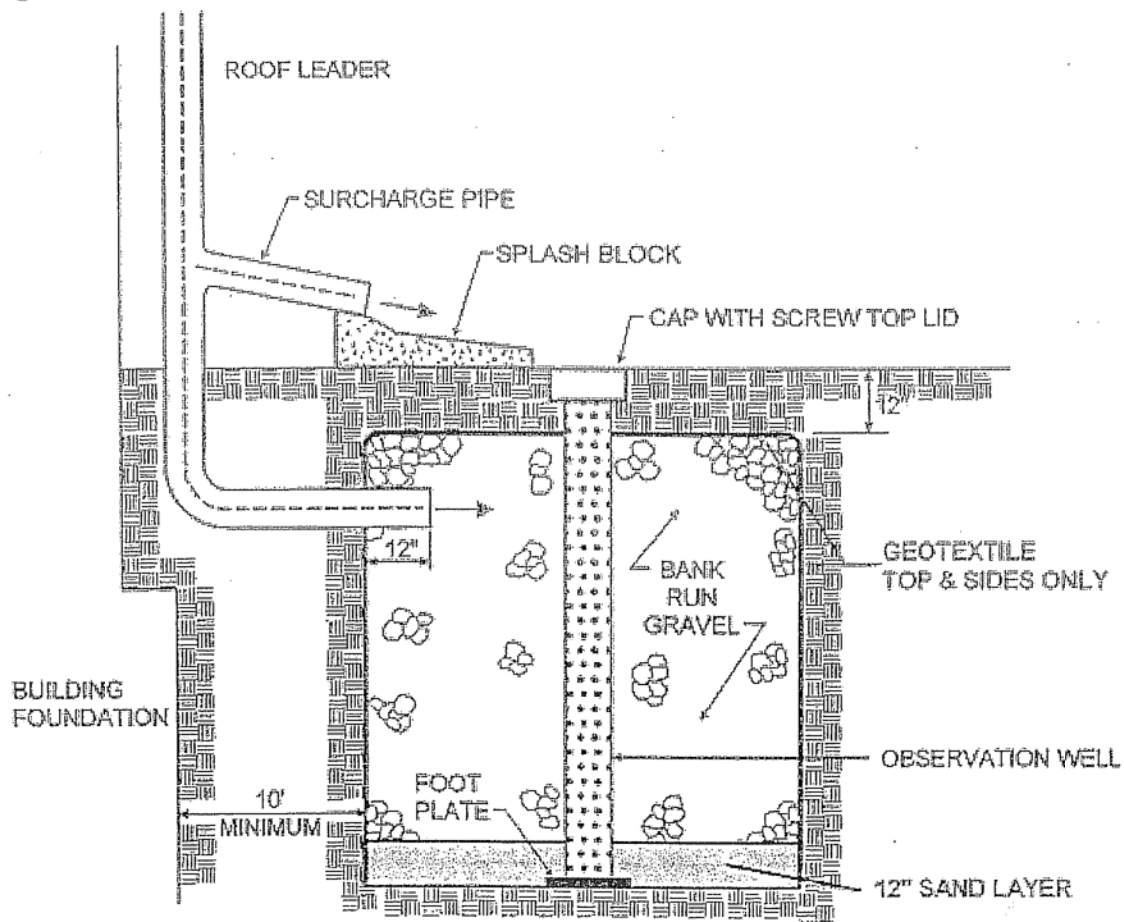 ROOF LEADER
SURCHARGE PIPE
SPLASH BLOCK
CAP WITH SCREW TOP LID
12"
12"
GEOTEXTILE
TOP & SIDES ONLY
BANK
RUN
GRAVEL
BUILDING
FOUNDATION
OBSERVATION WELL
FOOT
PLATE
10'
MINIMUM
12" SAND LAYER